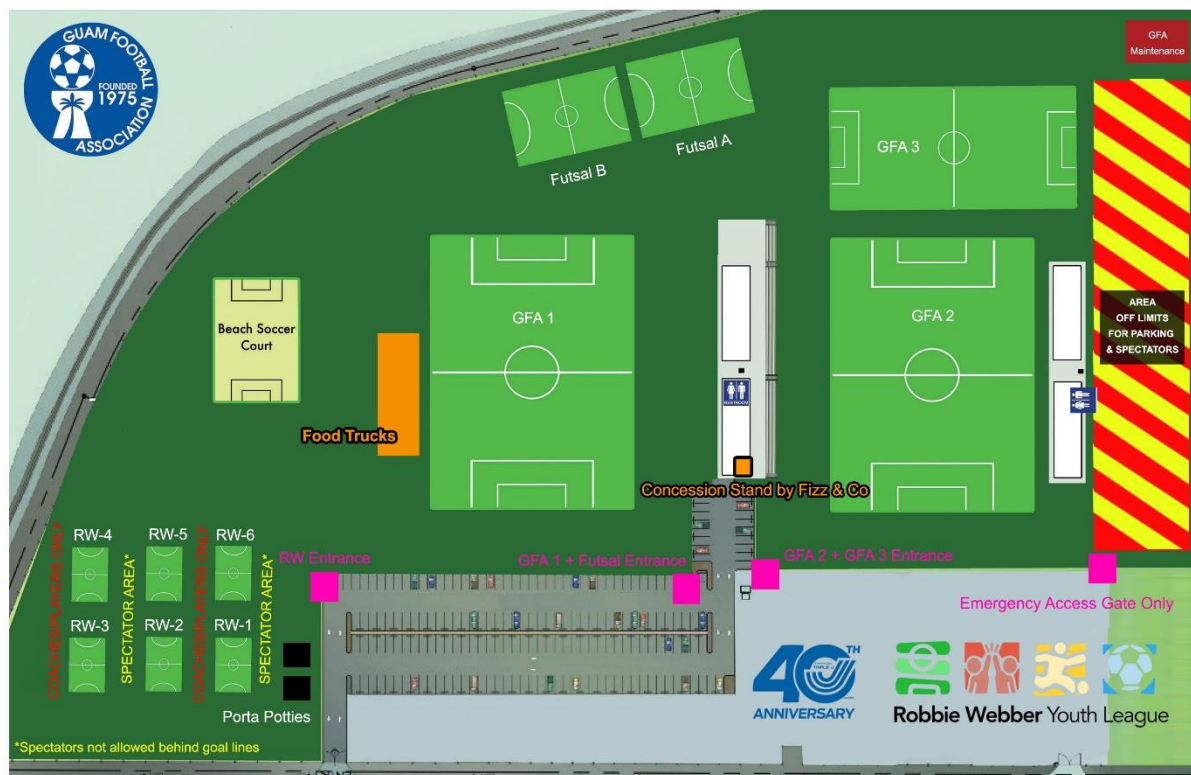 GUAM FOOTBALL ASSOCIATION
FOUNDED
1975
GFA
Maintenance
Futsal B
Futsal A
GFA 3
Beach Soccer
Court
GFA 1
GFA 2
AREA
OFF LIMITS
FOR PARKING
& SPECTATORS
RESTROOM
Food Trucks
Concession Stand by Fizz & Co
COACHES/PLAYERS ONLY
RW-4
SPECTATOR AREA*
RW-5
COACHES/PLAYERS ONLY
RW-6
SPECTATOR AREA*
RW-3
RW-2
RW-1
RW Entrance
GFA 1 + Futsal Entrance
GFA 2 + GFA 3 Entrance
Emergency Access Gate Only
Porta Potties
*Spectators not allowed behind goal lines
40TH
ANNIVERSARY
Robbie Webber Youth League